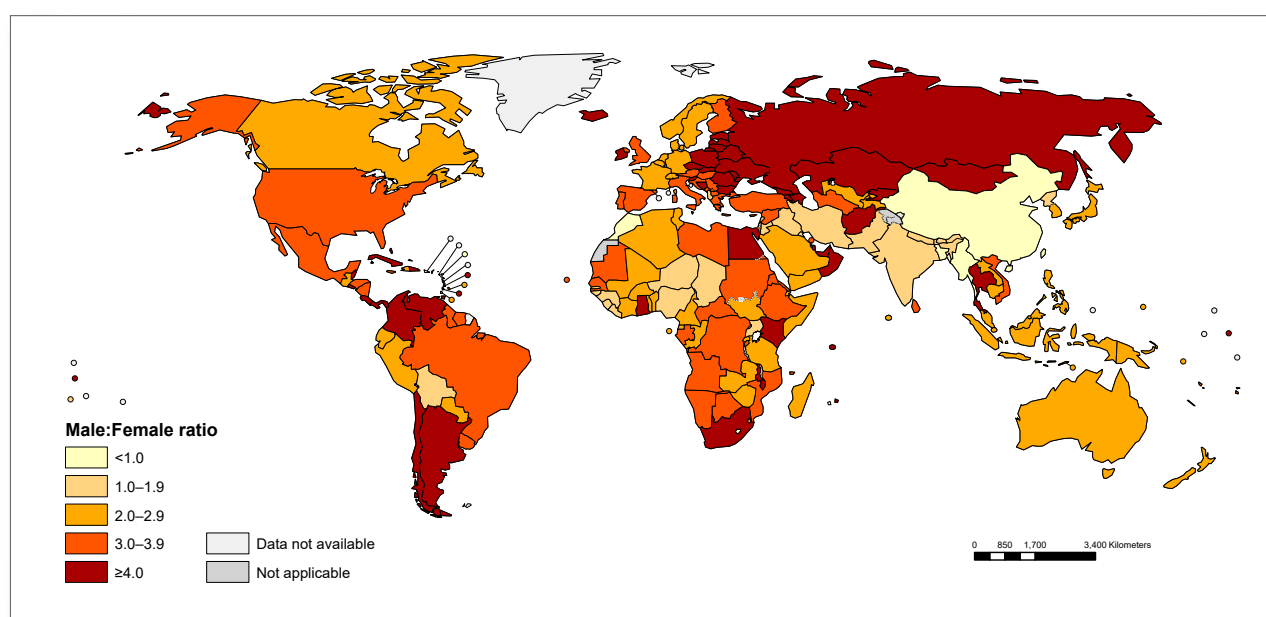 Male:Female ratio
<1.0
1.0–1.9
2.0–2.9
3.0–3.9
≥4.0
Data not available
Not applicable
0 850 1,700 3,400 Kilometers